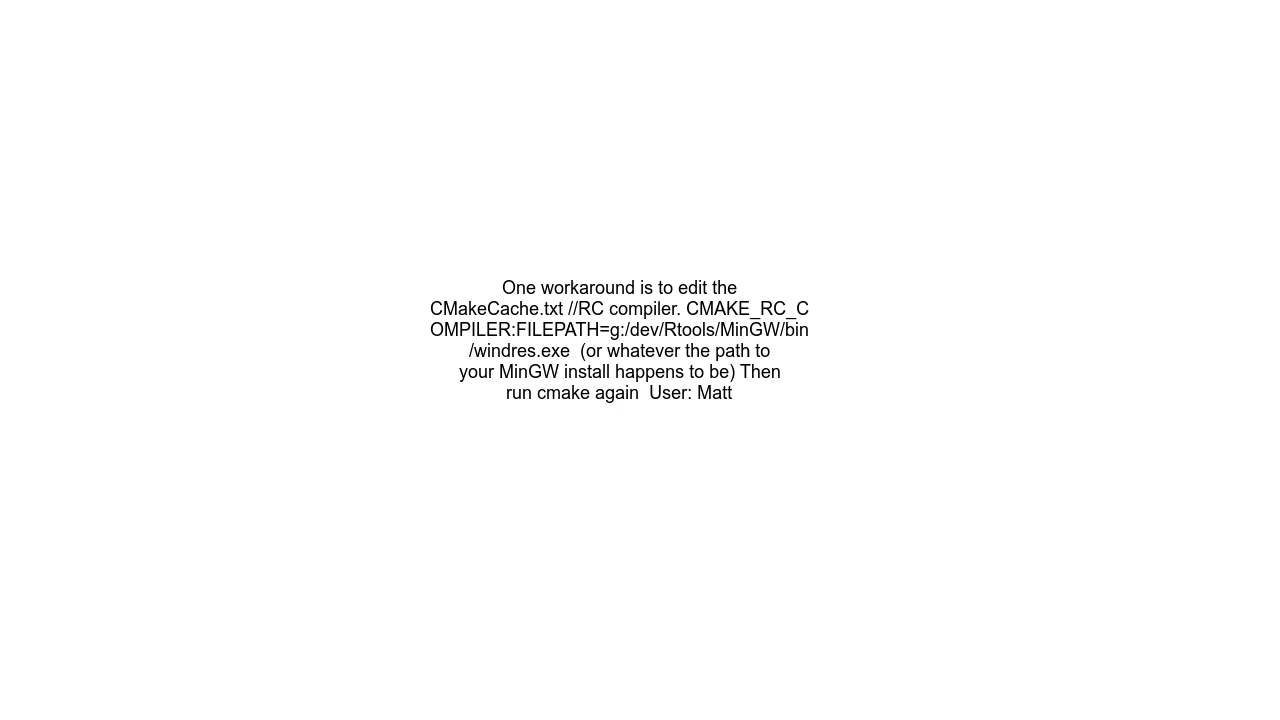 One workaround is to edit the
CMakeCache.txt //RC compiler. CMAKE_RC_C
OMPILER:FILEPATH=g:/dev/Rtools/MinGW/bin
/windres.exe  (or whatever the path to
your MinGW install happens to be) Then
run cmake again  User: Matt